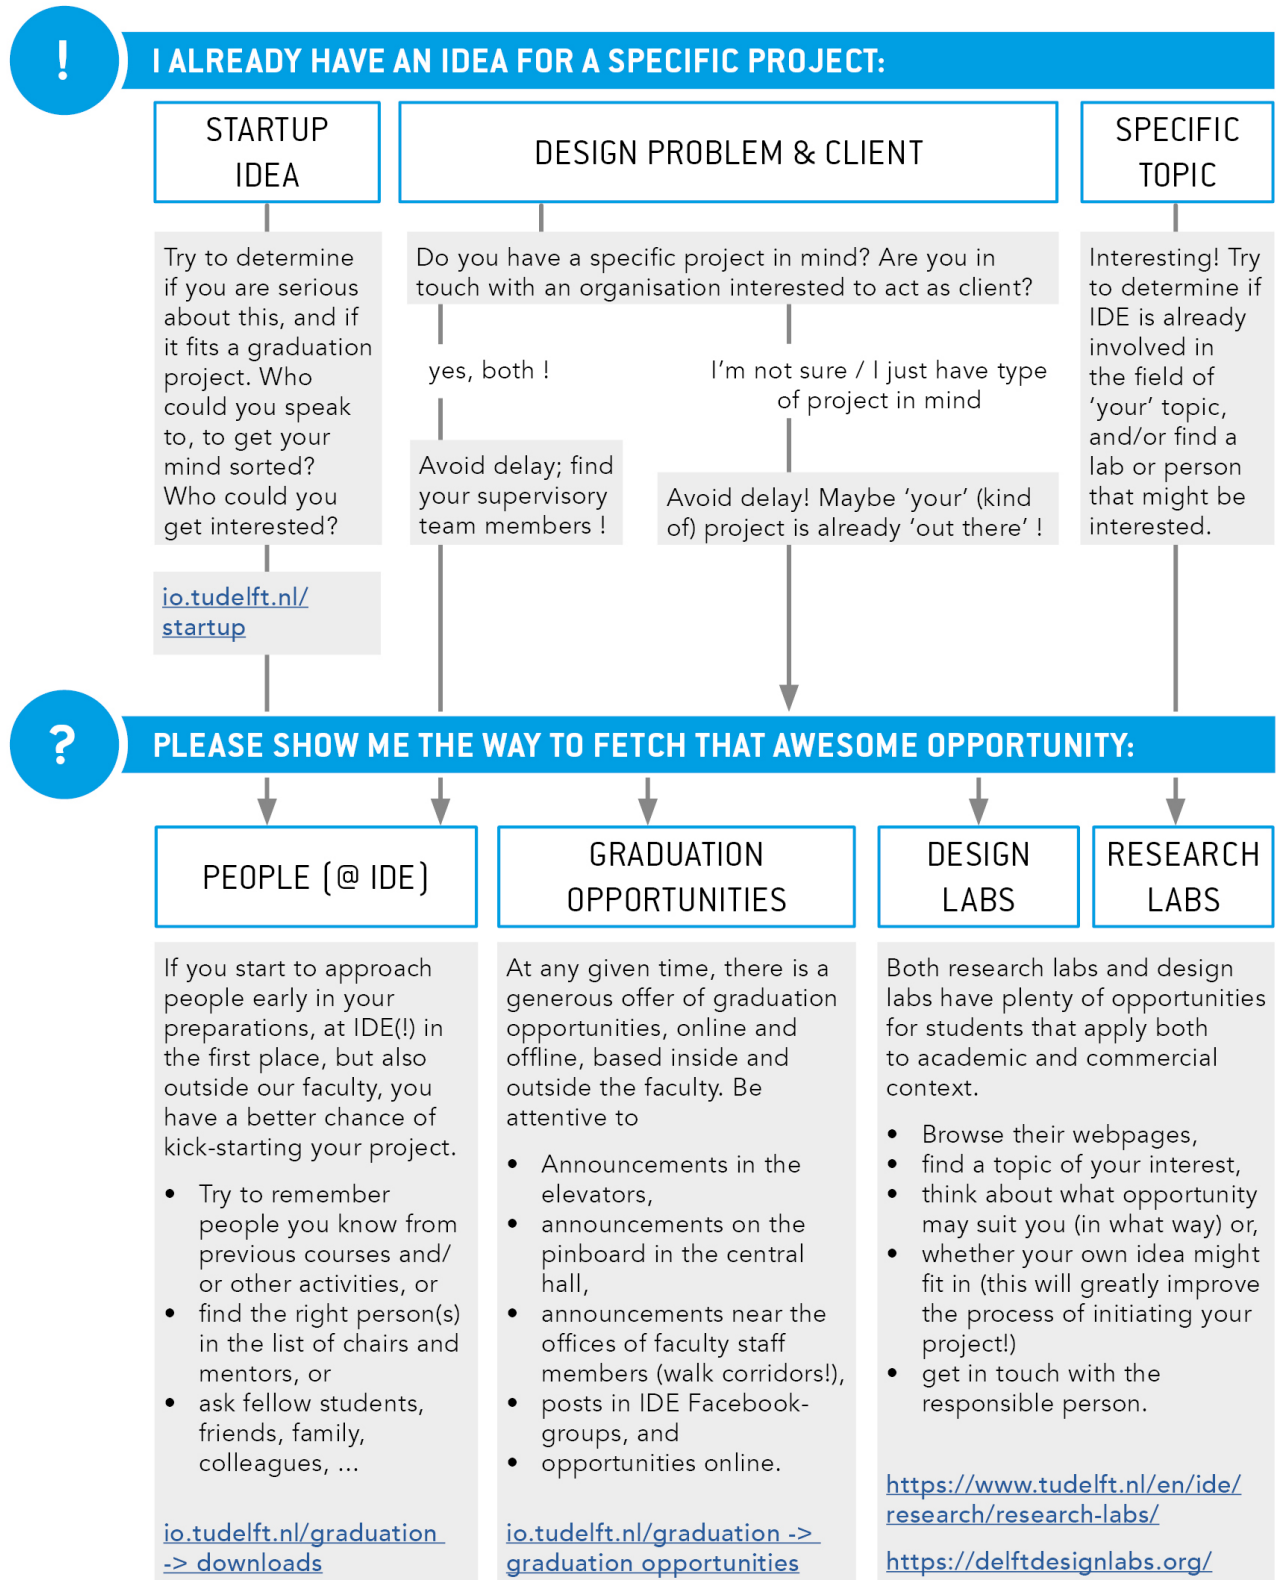 !
I ALREADY HAVE AN IDEA FOR A SPECIFIC PROJECT:
STARTUP
IDEA
Try to determine
if you are serious
about this, and if
it fits a graduation
project. Who
could you speak
to, to get your
mind sorted?
Who could you
get interested?
io.tudelft.nl/
startup
DESIGN PROBLEM & CLIENT
Do you have a specific project in mind? Are you in
touch with an organisation interested to act as client?
yes, both !
Avoid delay; find
your supervisory
team members !
I'm not sure / I just have type
of project in mind
Avoid delay! Maybe ‘your’ (kind
of) project is already ‘out there’ !
SPECIFIC
TOPIC
Interesting! Try
to determine if
IDE is already
involved in
the field of
‘your’ topic,
and/or find a
lab or person
that might be
interested.
?
PLEASE SHOW ME THE WAY TO FETCH THAT AWESOME OPPORTUNITY:
PEOPLE (@ IDE)
If you start to approach
people early in your
preparations, at IDE(!) in
the first place, but also
outside our faculty, you
have a better chance of
kick-starting your project.
• Try to remember
people you know from
previous courses and/
or other activities, or
• find the right person(s)
in the list of chairs and
mentors, or
• ask fellow students,
friends, family,
colleagues, ...
io.tudelft.nl/graduation
-> downloads
GRADUATION
OPPORTUNITIES
At any given time, there is a
generous offer of graduation
opportunities, online and
offline, based inside and
outside the faculty. Be
attentive to
• Announcements in the
elevators,
• announcements on the
pinboard in the central
hall,
• announcements near the
offices of faculty staff
members (walk corridors!),
• posts in IDE Facebook-
groups, and
• opportunities online.
io.tudelft.nl/graduation ->
graduation opportunities
DESIGN
LABS
RESEARCH
LABS
Both research labs and design
labs have plenty of opportunities
for students that apply both
to academic and commercial
context.
• Browse their webpages,
• find a topic of your interest,
• think about what opportunity
may suit you (in what way) or,
• whether your own idea might
fit in (this will greatly improve
the process of initiating your
project!)
• get in touch with the
responsible person.
https://www.tudelft.nl/en/ide/
research/research-labs/
https://delftdesignlabs.org/